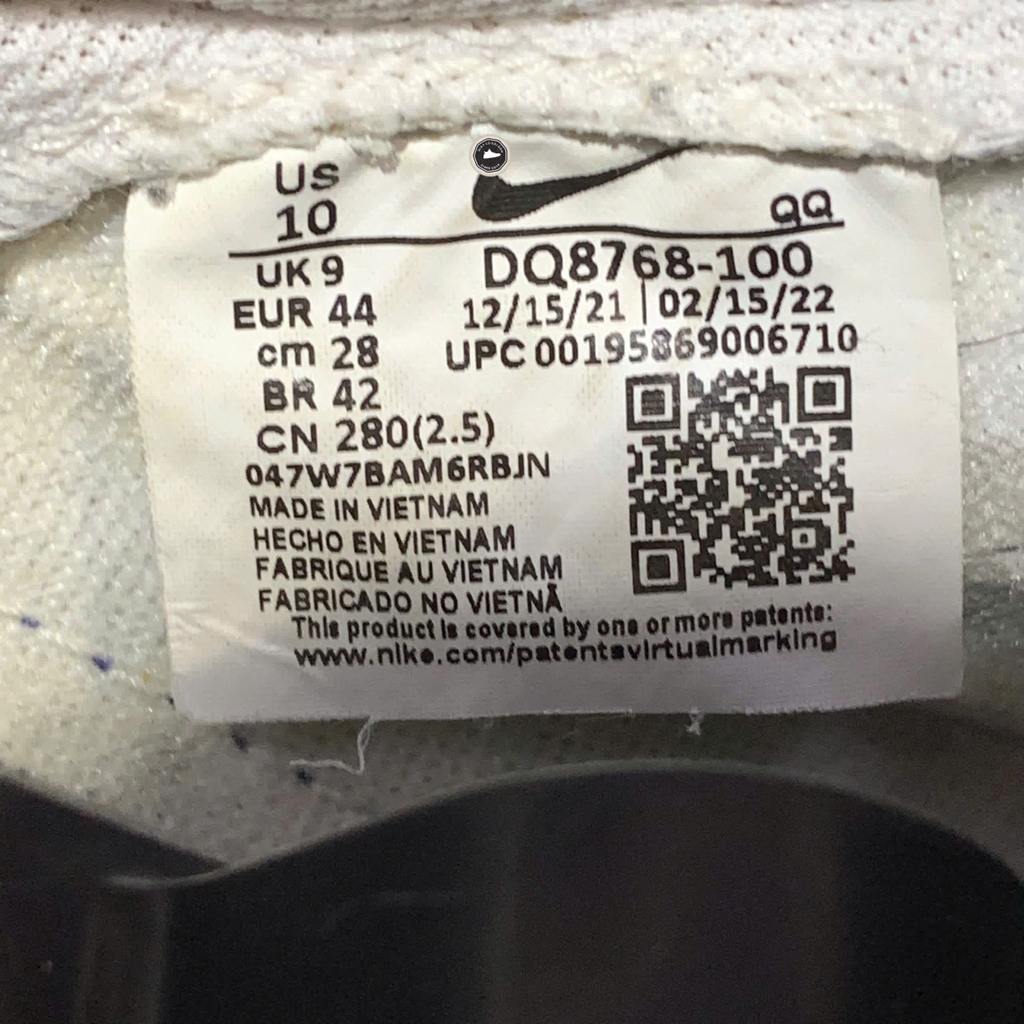 US
10
QQ
UK 9
DQ8768-100
EUR 44
12/15/21 | 02/15/22
cm 28
UPC 00195869006710
BR 42
CN 280(2.5)
047W7BAM6RBJN
MADE IN VIETNAM
HECHO EN VIETNAM
FABRIQUE AU VIETNAM
FABRICADO NO VIETNÃ
This product is covered by one or more patents:
www.nike.com/patentsvirtualmarking